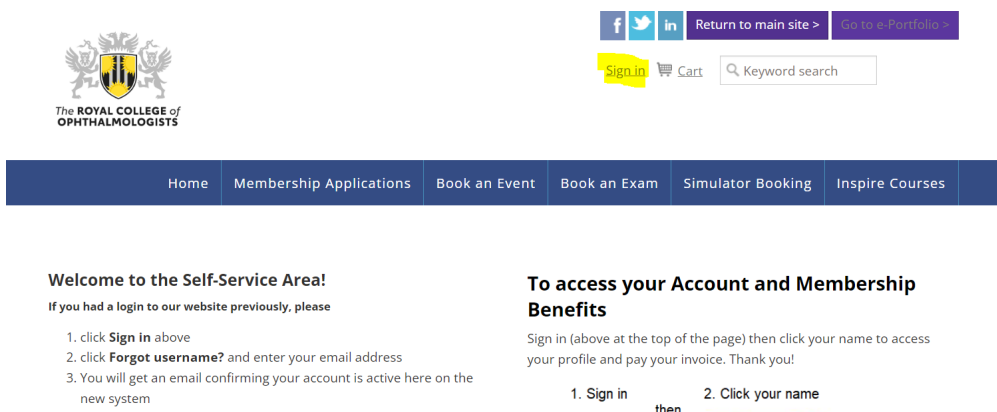 f in Return to main site > Go to e-Portfolio >
Sign in Cart Keyword search
The ROYAL COLLEGE of
OPHTHALMOLOGISTS
Home Membership Applications Book an Event Book an Exam Simulator Booking Inspire Courses
Welcome to the Self-Service Area!
If you had a login to our website previously, please
1. click Sign in above
2. click Forgot username? and enter your email address
3. You will get an email confirming your account is active here on the
new system
To access your Account and Membership
Benefits
Sign in (above at the top of the page) then click your name to access
your profile and pay your invoice. Thank you!
1. Sign in 2. Click your name
then